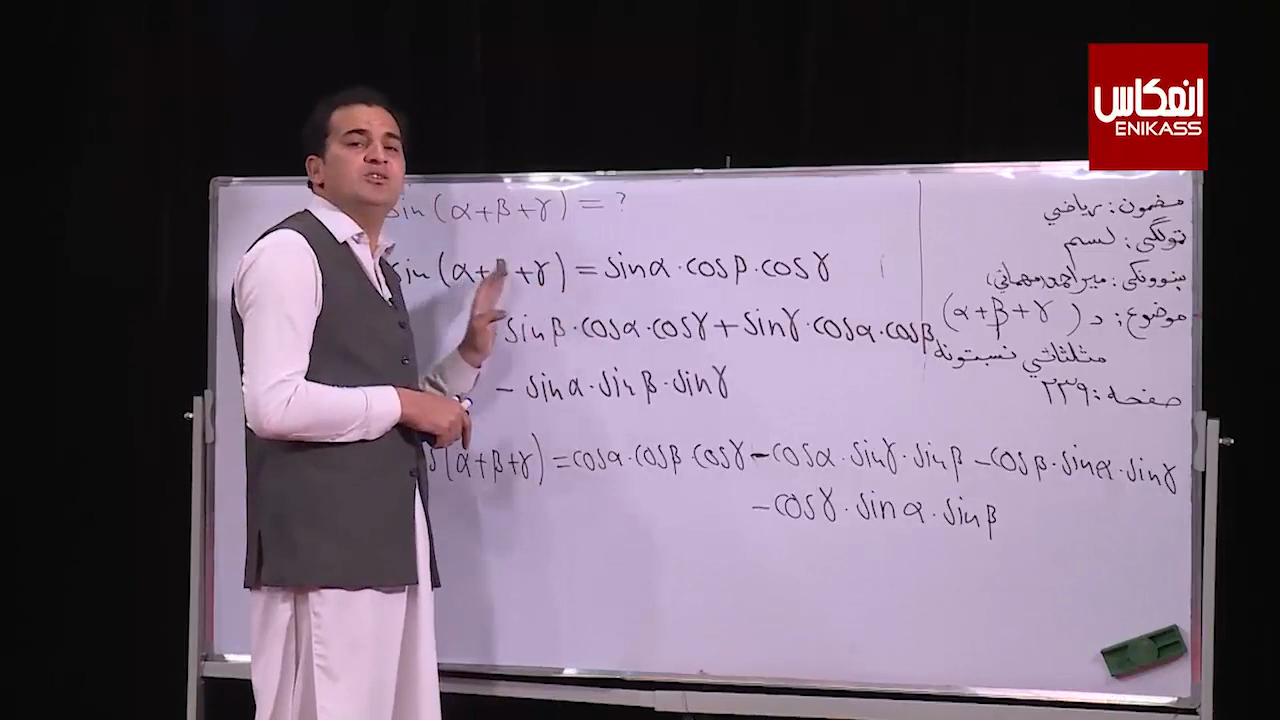 انعکاس
ENIKASS
مضمون: ریاضي
ټولګی: لسم
ښوونکی: میراحمد مهمانی
موضوع: د (α+β+γ)
مثلثاتي نسبتونه
صفحه: ۲۳۹
sin(α+β+γ) = ?
sin(α+β+γ) = sinα·cosβ·cosγ
sinβ·cosα·cosγ + sinγ·cosα·cosβ
− sinα·sinβ·sinγ
s(α+β+γ) = cosα·cosβ cosγ − cosα·sinγ·sinβ − cosβ·sinα·sinγ
− cosγ·sinα·sinβ